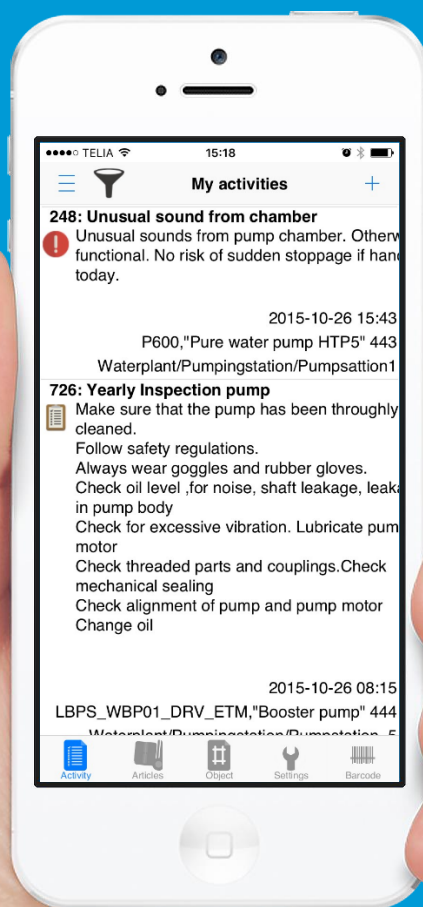 TELIA 15:18
My activities
248: Unusual sound from chamber
Unusual sounds from pump chamber.
functional. No risk of sudden stoppage if
today.
2015-10-26 15:43
P600,"Pure water pump HTP5" 443
Waterplant/Pumpingstation/Pumpsattion1
726: Yearly Inspection pump
Make sure that the pump has been throughly
cleaned.
Follow safety regulations.
Always wear goggles and rubber gloves.
Check oil level ,for noise, shaft leakage,
in pump body
Check for excessive vibration. Lubricate
motor
Check threaded parts and couplings.Check
mechanical sealing
Check alignment of pump and pump motor
Change oil
2015-10-26 08:15
LBPS_WBP01_DRV_ETM,"Booster pump" 444
Waterplant/Pumpingstation/Pumpstation
Activity Articles Object Settings Barcode